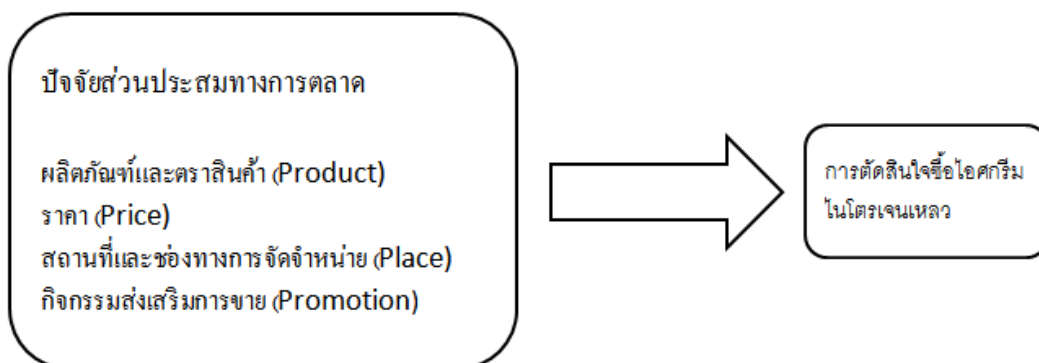 ปัจจัยส่วนประสมทางการตลาด
ผลิตภัณฑ์และตราสินค้า (Product)
ราคา (Price)
สถานที่และช่องทางการจัดจำหน่าย (Place)
กิจกรรมส่งเสริมการขาย (Promotion)
การตัดสินใจซื้อไอศกรีม
ไนโตรเจนเหลว